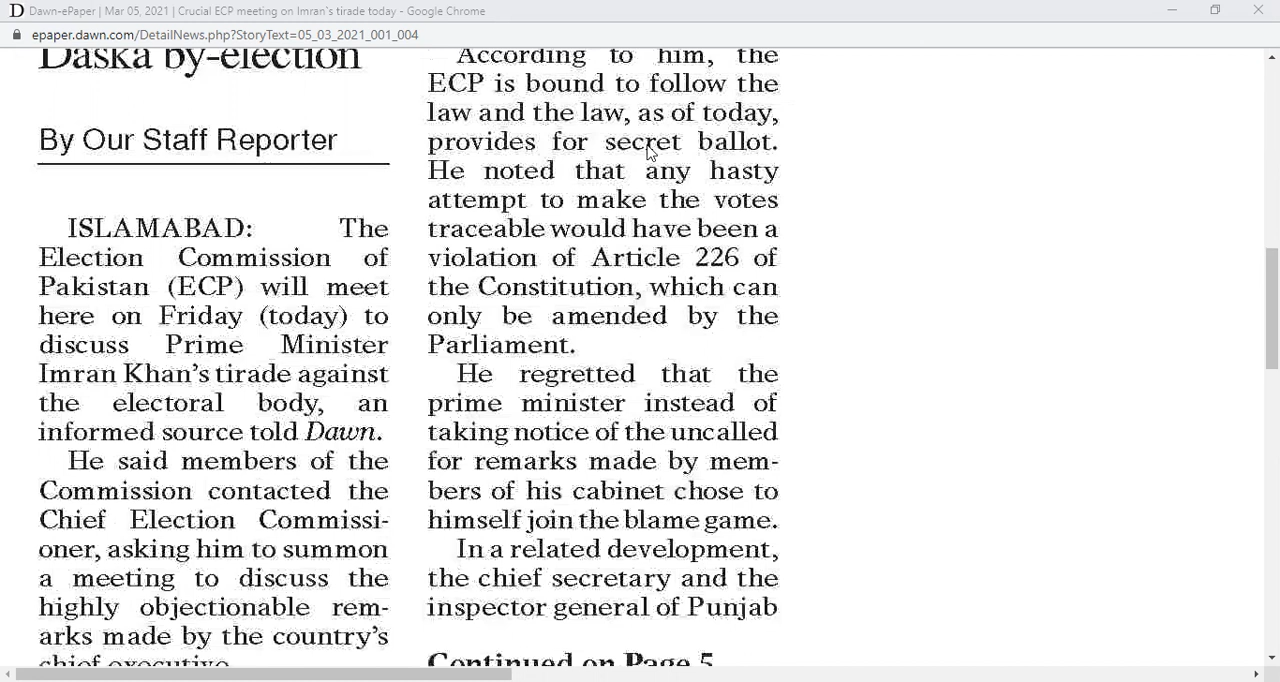 Dawn-ePaper | Mar 05, 2021 | Crucial ECP meeting on Imran's tirade today - Google Chrome
epaper.dawn.com/DetailNews.php?StoryText=05_03_2021_001_004
Daska by-election
By Our Staff Reporter
ISLAMABAD: The
Election Commission of
Pakistan (ECP) will meet
here on Friday (today) to
discuss Prime Minister
Imran Khan's tirade against
the electoral body, an
informed source told Dawn.
He said members of the
Commission contacted the
Chief Election Commissi-
oner, asking him to summon
a meeting to discuss the
highly objectionable rem-
arks made by the country's
chief executive.
According to him, the
ECP is bound to follow the
law and the law, as of today,
provides for secret ballot.
He noted that any hasty
attempt to make the votes
traceable would have been a
violation of Article 226 of
the Constitution, which can
only be amended by the
Parliament.
He regretted that the
prime minister instead of
taking notice of the uncalled
for remarks made by mem-
bers of his cabinet chose to
himself join the blame game.
In a related development,
the chief secretary and the
inspector general of Punjab
Continued on Page 5